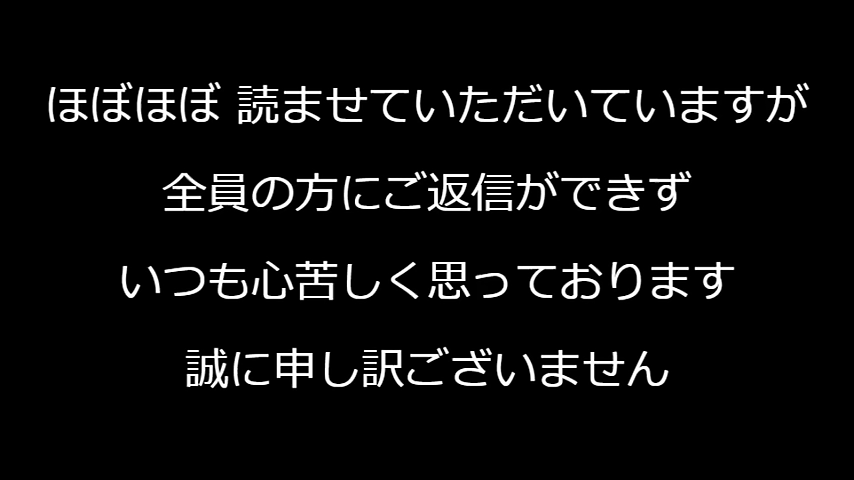 ほぼほぼ 読ませていただいていますが
全員の方にご返信ができず
いつも心苦しく思っております
誠に申し訳ございません